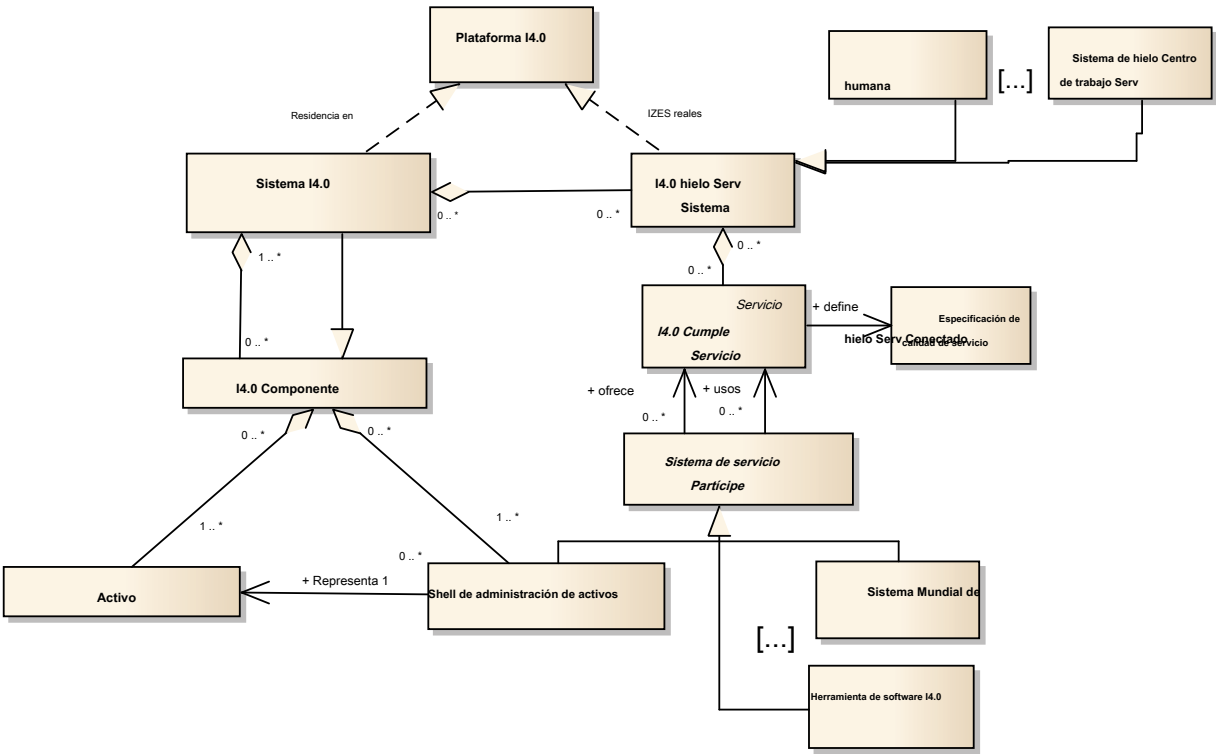 Plataforma I4.0
humana
[...]
Sistema de hielo Centro
de trabajo Serv
Residencia en
IZES reales
Sistema I4.0
I4.0 hielo Serv
Sistema
0 .. *
0 .. *
1 .. *
0 .. *
0 .. *
0 .. *
Servicio
I4.0 Cumple
Servicio
+ define
Especificación de
hielo Serv Conectado
calidad de servicio
I4.0 Componente
+ ofrece
+ usos
0 .. *
0 .. *
0 .. *
0 .. *
Sistema de servicio
Partícipe
1 .. *
1 .. *
0 .. *
+ Representa 1
Activo
Shell de administración de activos
Sistema Mundial de
[...]
Herramienta de software I4.0